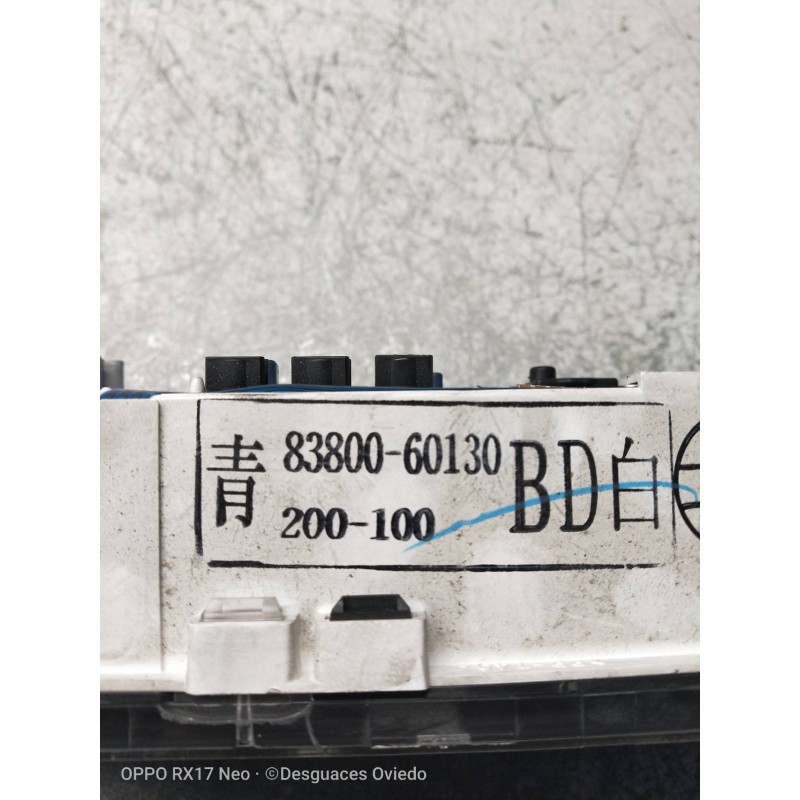 青 83800-60130 BD白
200-100
OPPO RX17 Neo · ©Desguaces Oviedo